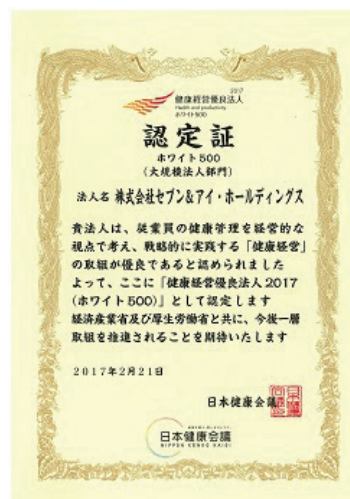 2017
健康経営優良法人
Health and productivity
ホワイト500
認定証
ホワイト500
(大規模法人部門)
法人名 株式会社セブン&アイ・ホールディングス
貴法人は、従業員の健康管理を経営的な
視点で考え、戦略的に実践する「健康経営」
の取組が優良であると認められました
よって、ここに「健康経営優良法人2017
(ホワイト500)」として認定します
経済産業省及び厚生労働省と共に、今後一層
取組を推進されることを期待いたします
2017年2月21日
日本健康会議
日本健康会議
NIPPON KENKO KAIGI